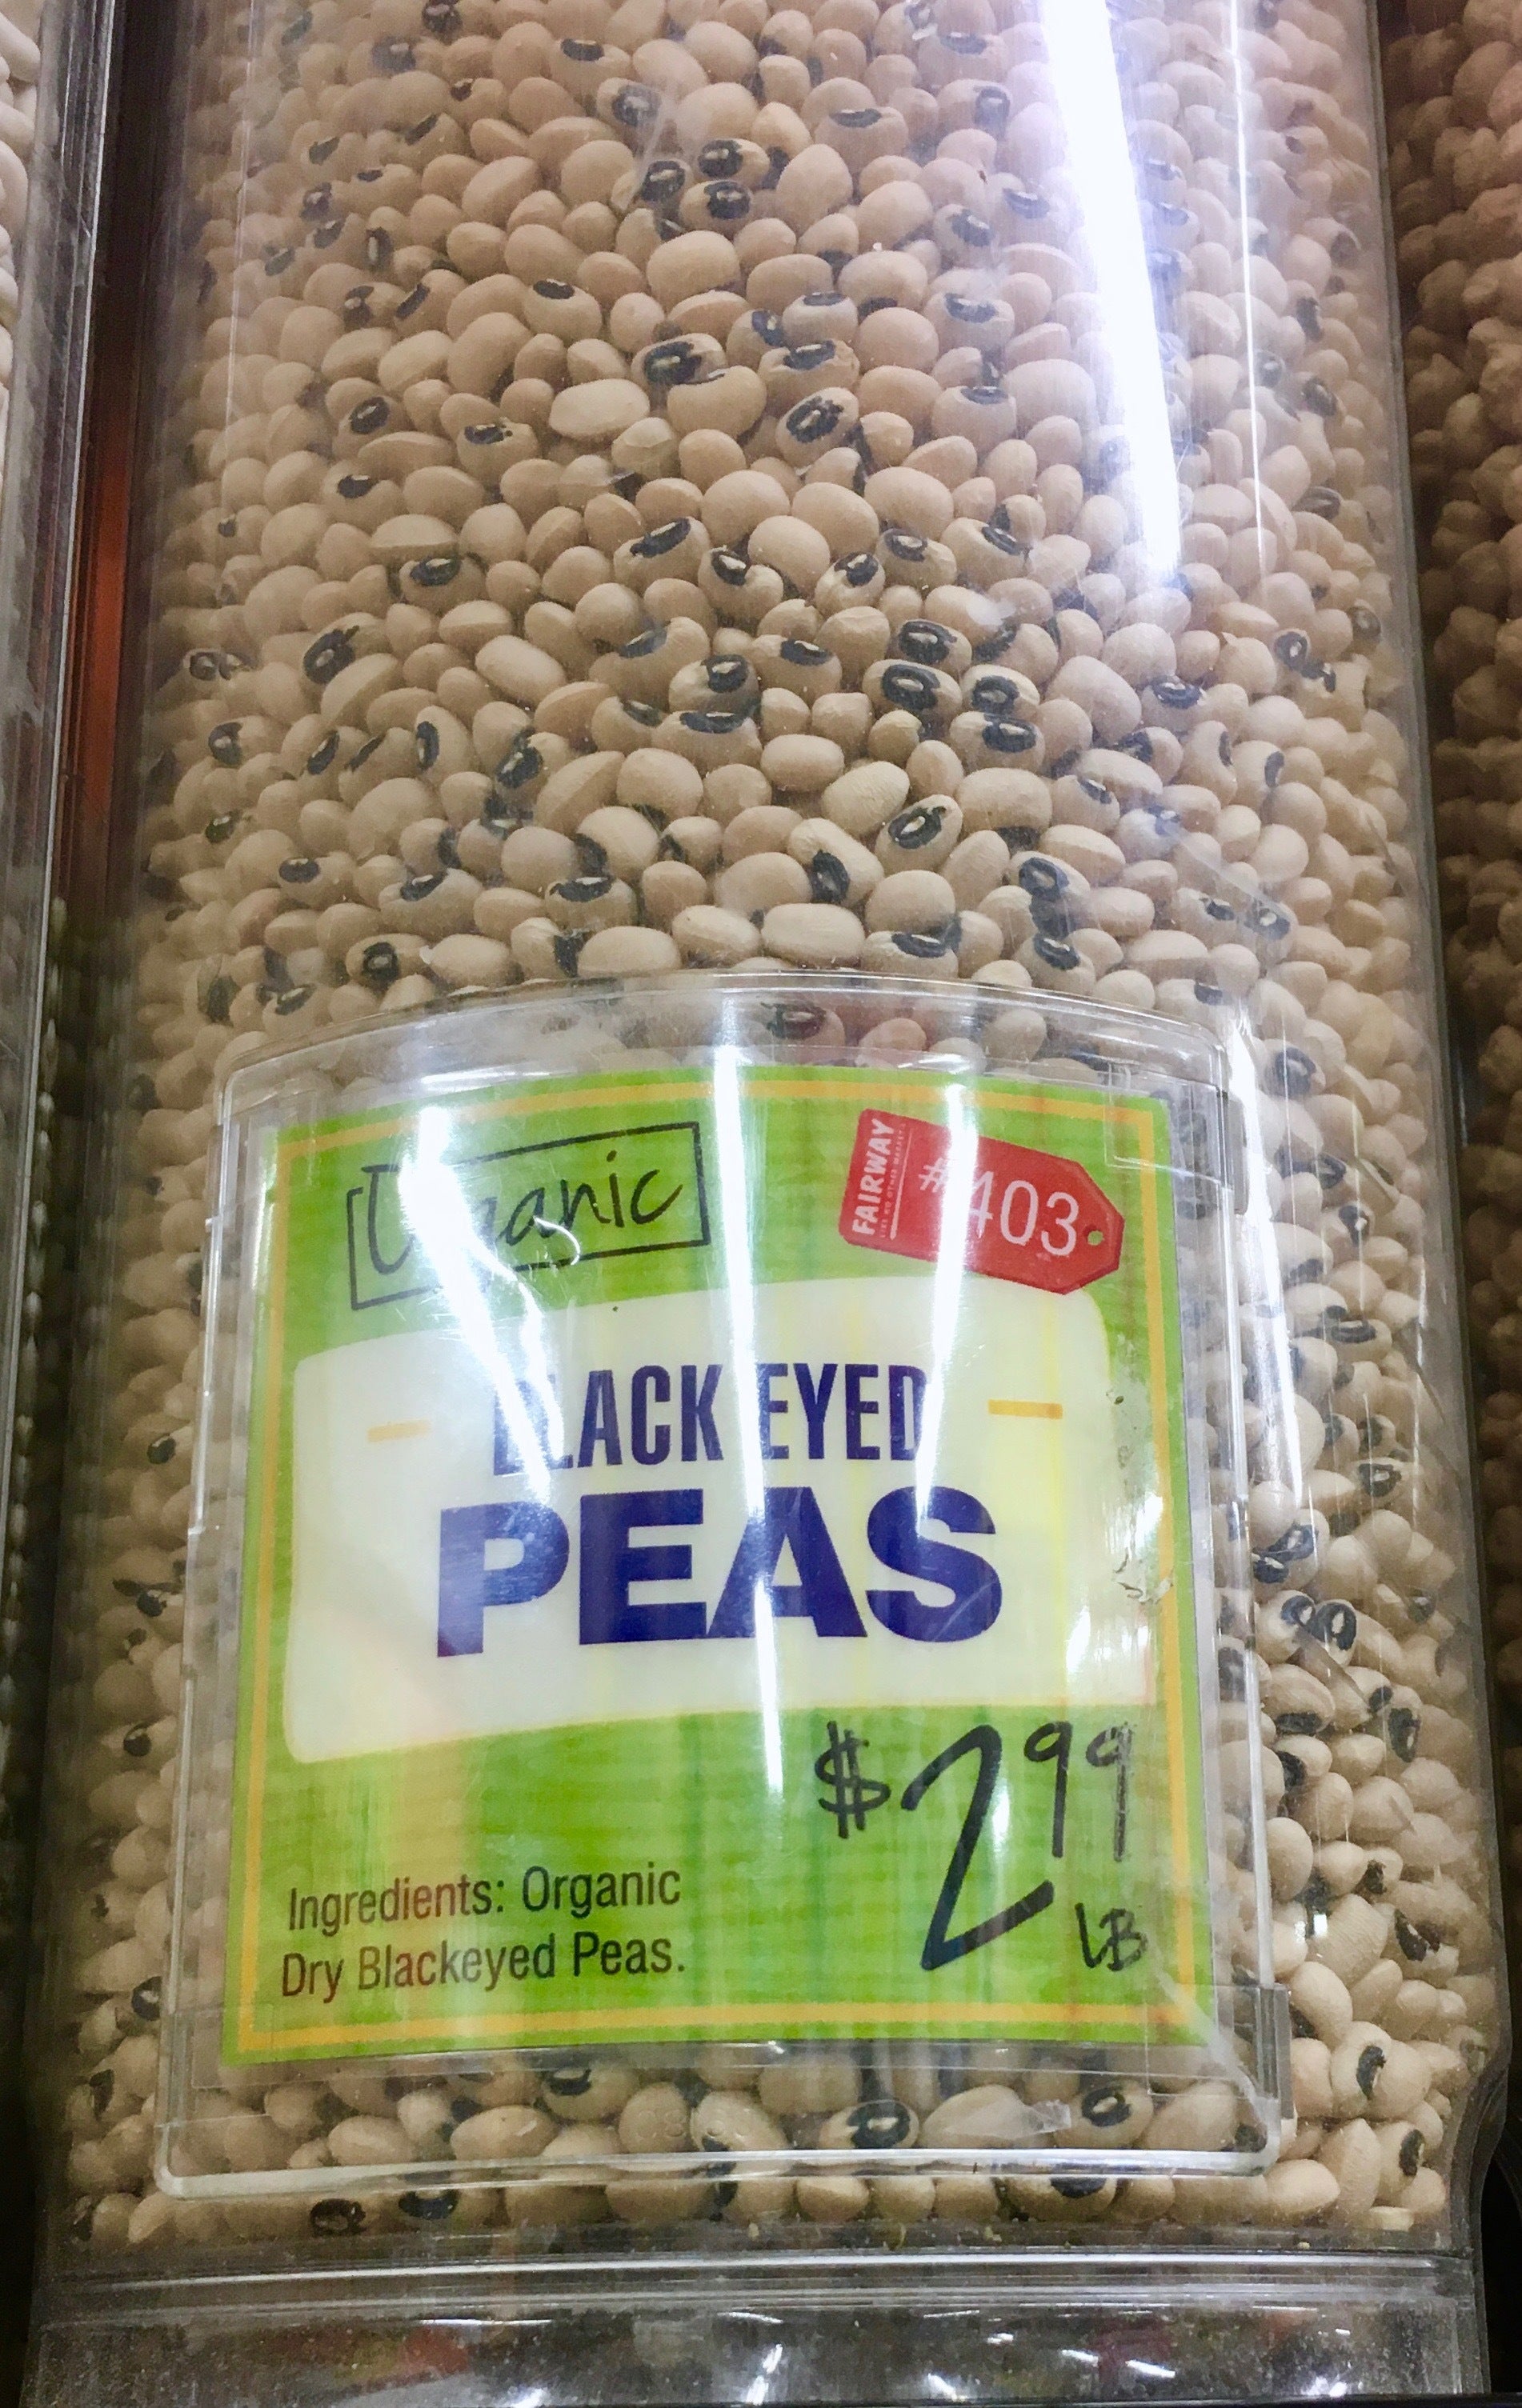 Organic
FAIRWAY
#403
BLACK EYED
PEAS
$2.99
LB
Ingredients: Organic
Dry Blackeyed Peas.